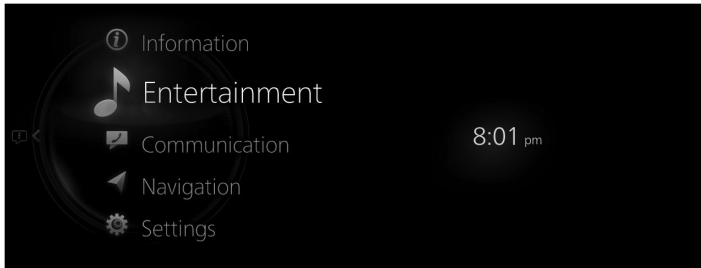 Information
Entertainment
Communication
8:01 pm
Navigation
Settings